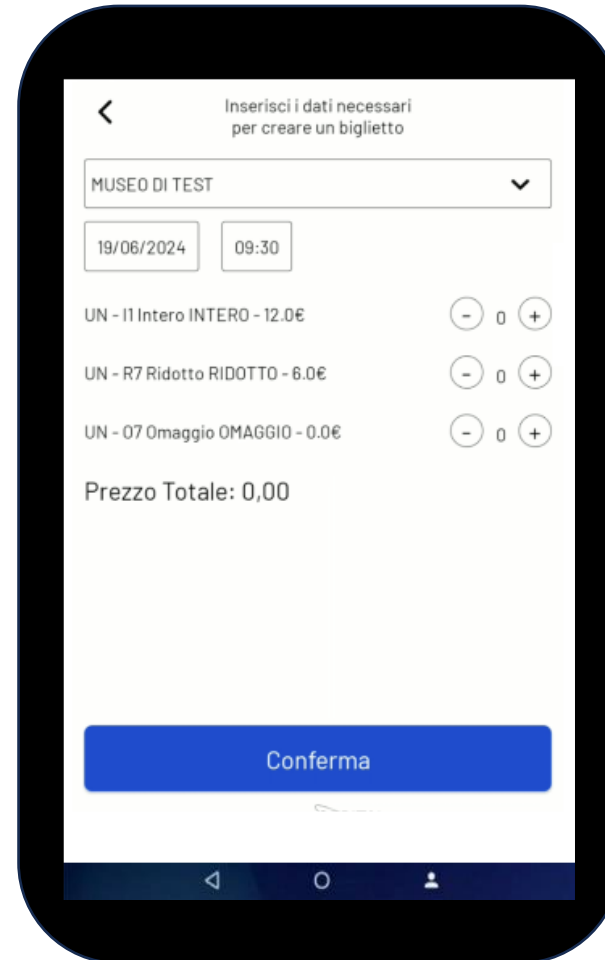 Inserisci i dati necessari
per creare un biglietto
MUSEO DI TEST
19/06/2024 09:30
UN - I1 Intero INTERO - 12.0€ - 0 +
UN - R7 Ridotto RIDOTTO - 6.0€ - 0 +
UN - O7 Omaggio OMAGGIO - 0.0€ - 0 +
Prezzo Totale: 0,00
Conferma